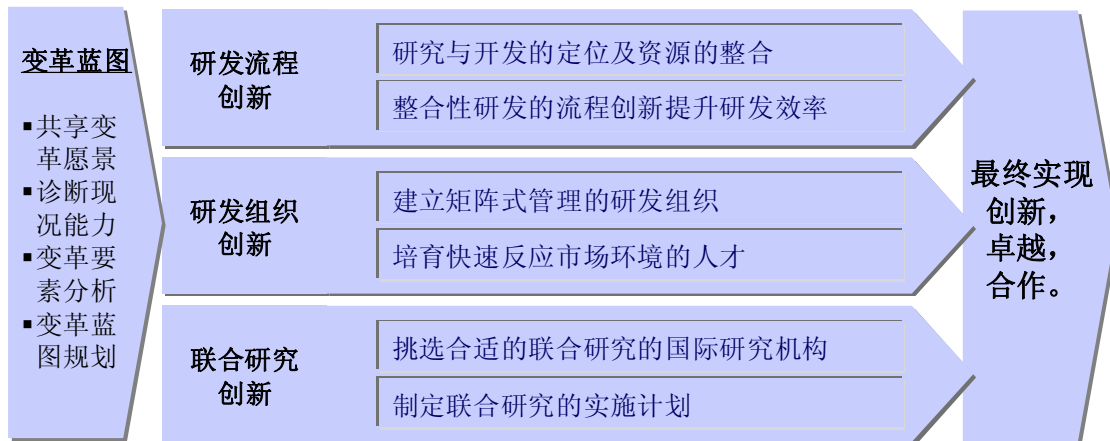 变革蓝图
▪共享变
革愿景
▪诊断现
况能力
▪变革要
素分析
▪变革蓝
图规划
研发流程
创新
研究与开发的定位及资源的整合
整合性研发的流程创新提升研发效率
研发组织
创新
建立矩阵式管理的研发组织
培育快速反应市场环境的人才
联合研究
创新
挑选合适的联合研究的国际研究机构
制定联合研究的实施计划
最终实现
创新，
卓越，
合作。